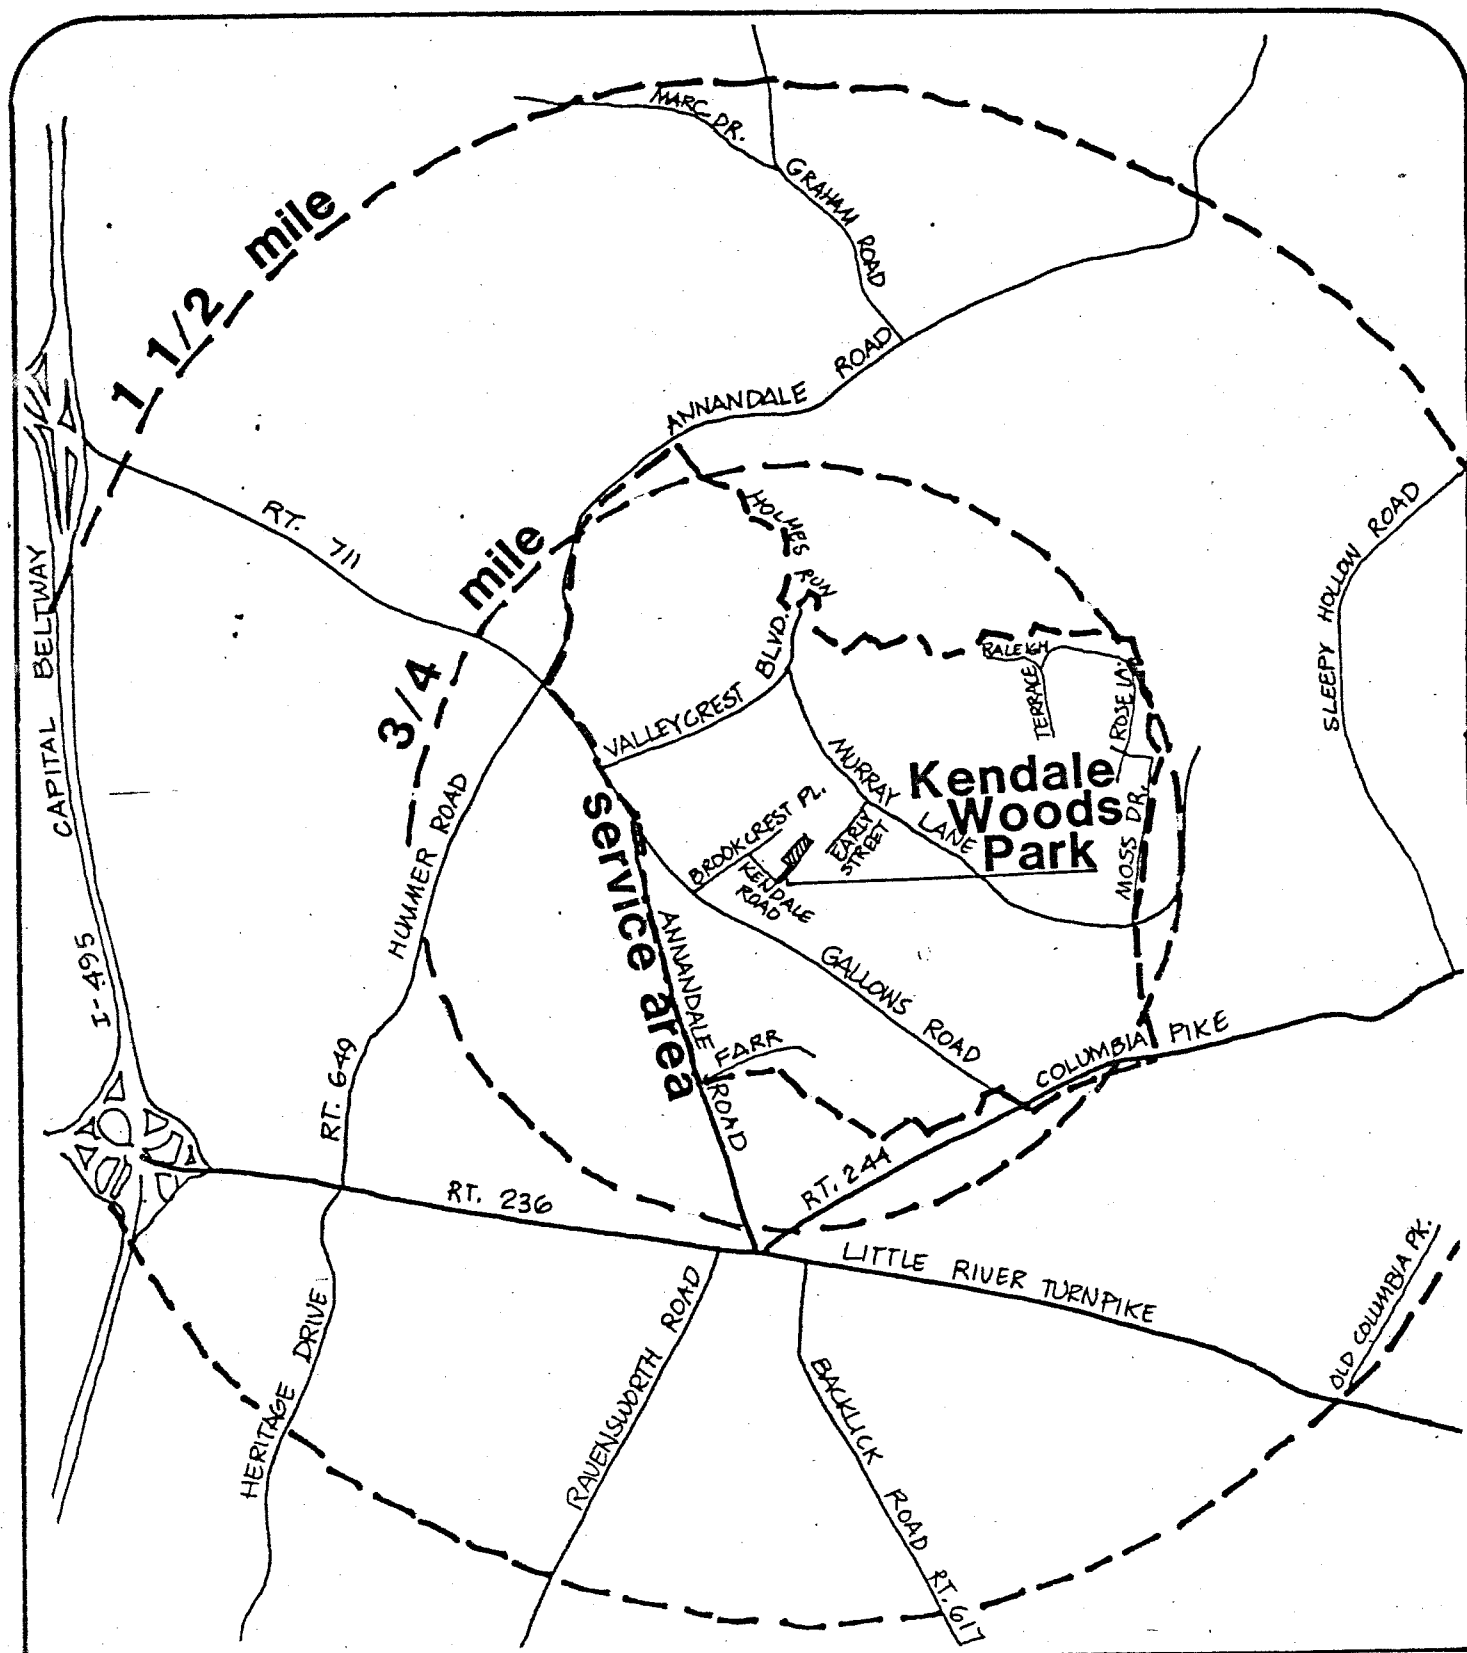 MARC DR.
GRAHAM ROAD
1 1/2 mile
ANNANDALE ROAD
RT. 711
HOLMES RUN
3/4 mile
SLEEPY HOLLOW ROAD
CAPITAL BELTWAY
I-495
VALLEYCREST BLVD.
RALEIGH
TERRACE
ROSE LA.
MURRAY LANE
Kendale
Woods
Park
MOSS DR.
BROOKCREST PL.
EARLY
STREET
KENDALE
ROAD
HUMMER ROAD
RT. 649
service area
ANNANDALE ROAD
GALLOWS ROAD
FARR
COLUMBIA PIKE
RT. 244
RT. 236
LITTLE RIVER TURNPIKE
OLD COLUMBIA PK.
HERITAGE DRIVE
RAVENSWORTH ROAD
BACKLICK ROAD RT. 617